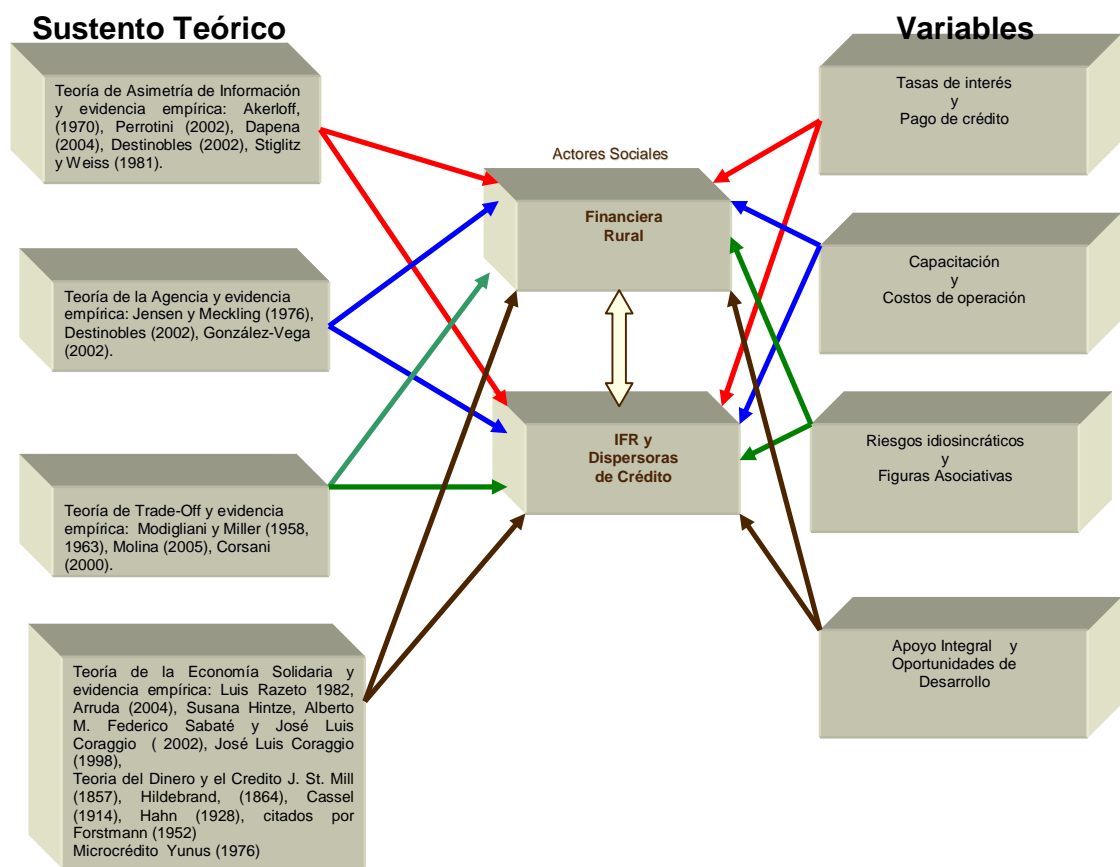 Sustento Teórico
Teoría de Asimetría de Información
y evidencia empírica: Akerloff,
(1970), Perrotini (2002), Dapena
(2004), Destinobles (2002), Stiglitz
y Weiss (1981).
Teoría de la Agencia y evidencia
empírica: Jensen y Meckling (1976),
Destinobles (2002), González-Vega
(2002).
Teoría de Trade-Off y evidencia
empírica: Modigliani y Miller (1958,
1963), Molina (2005), Corsani
(2000).
Teoría de la Economía Solidaria y
evidencia empírica: Luis Razeto 1982,
Arruda (2004), Susana Hintze, Alberto
M. Federico Sabaté y José Luis
Coraggio ( 2002), José Luis Coraggio
(1998),
Teoria del Dinero y el Credito J. St. Mill
(1857), Hildebrand, (1864), Cassel
(1914), Hahn (1928), citados por
Forstmann (1952)
Microcrédito Yunus (1976)
Actores Sociales
Financiera
Rural
IFR y
Dispersoras
de Crédito
Variables
Tasas de interés
y
Pago de crédito
Capacitación
y
Costos de operación
Riesgos idiosincráticos
y
Figuras Asociativas
Apoyo Integral y
Oportunidades de
Desarrollo